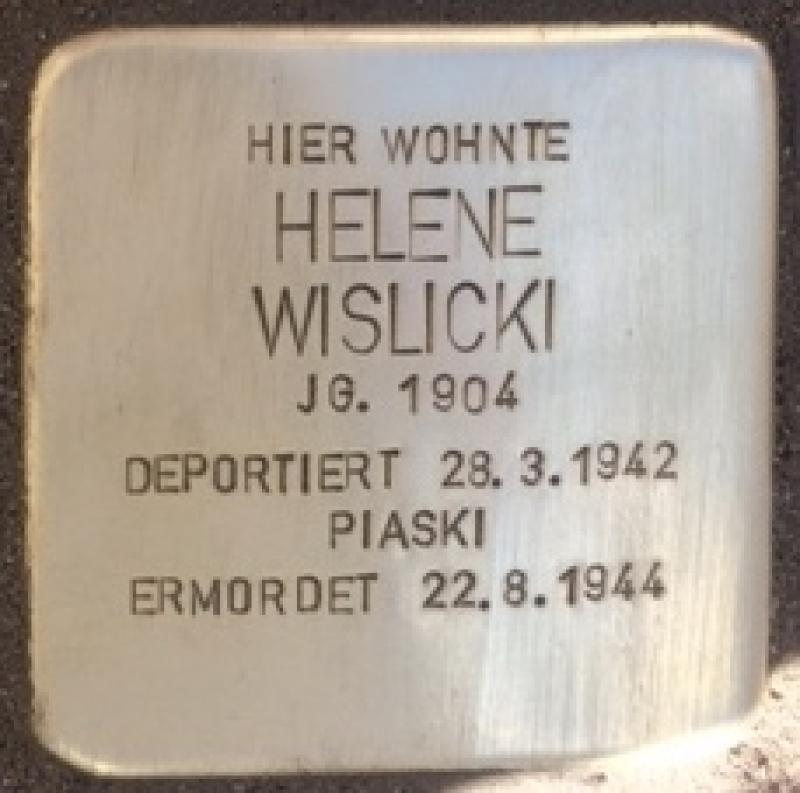 HIER WOHNTE
HELENE
WISLICKI
JG. 1904
DEPORTIERT 28.3.1942
PIASKI
ERMORDET 22.8.1944